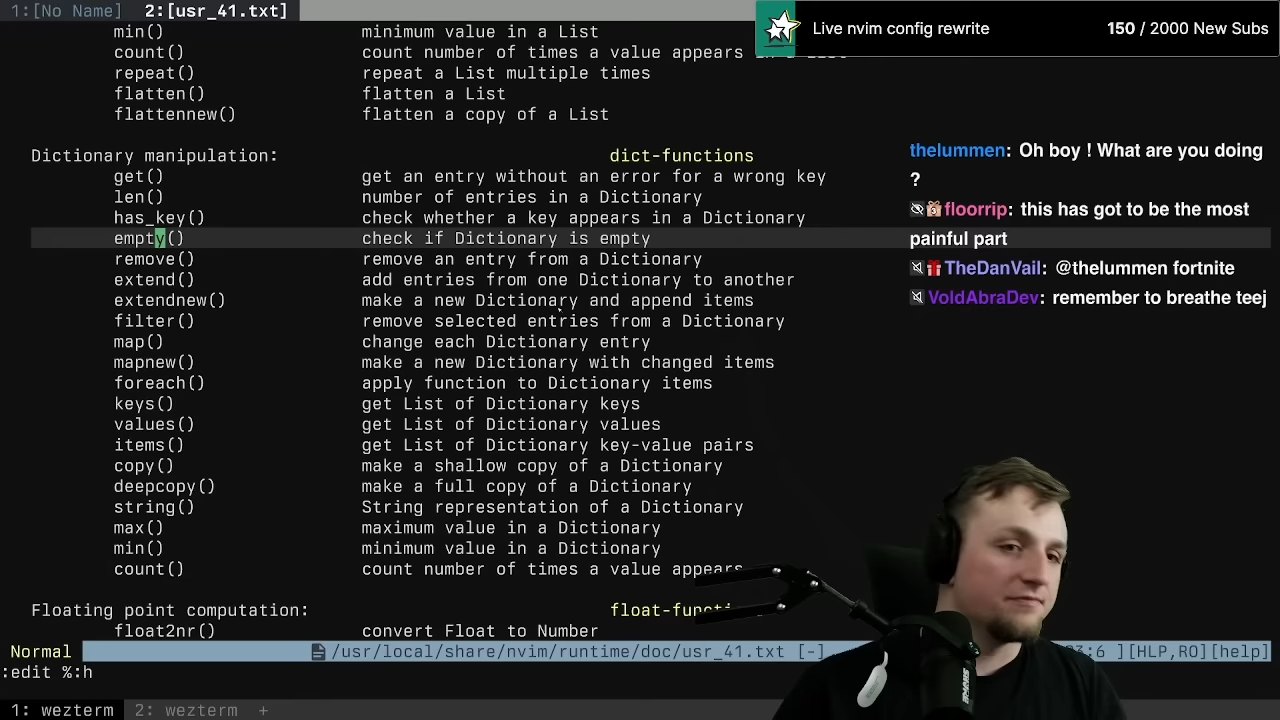 1:[No Name]  2:[usr_41.txt]
min() minimum value in a List
count() count number of times a value appears in a List
repeat() repeat a List multiple times
flatten() flatten a List
flattennew() flatten a copy of a List
Dictionary manipulation: dict-functions
get() get an entry without an error for a wrong key
len() number of entries in a Dictionary
has_key() check whether a key appears in a Dictionary
empty() check if Dictionary is empty
remove() remove an entry from a Dictionary
extend() add entries from one Dictionary to another
extendnew() make a new Dictionary and append items
filter() remove selected entries from a Dictionary
map() change each Dictionary entry
mapnew() make a new Dictionary with changed items
foreach() apply function to Dictionary items
keys() get List of Dictionary keys
values() get List of Dictionary values
items() get List of Dictionary key-value pairs
copy() make a shallow copy of a Dictionary
deepcopy() make a full copy of a Dictionary
string() String representation of a Dictionary
max() maximum value in a Dictionary
min() minimum value in a Dictionary
count() count number of times a value appears
Floating point computation: float-functi
float2nr() convert Float to Number
Normal /usr/local/share/nvim/runtime/doc/usr_41.txt [-] 3:6 ][HLP,RO][help]
:edit %:h
1: wezterm 2: wezterm +
Live nvim config rewrite 150 / 2000 New Subs
thelummen: Oh boy ! What are you doing
?
floorrip: this has got to be the most
painful part
TheDanVail: @thelummen fortnite
VoldAbraDev: remember to breathe teej